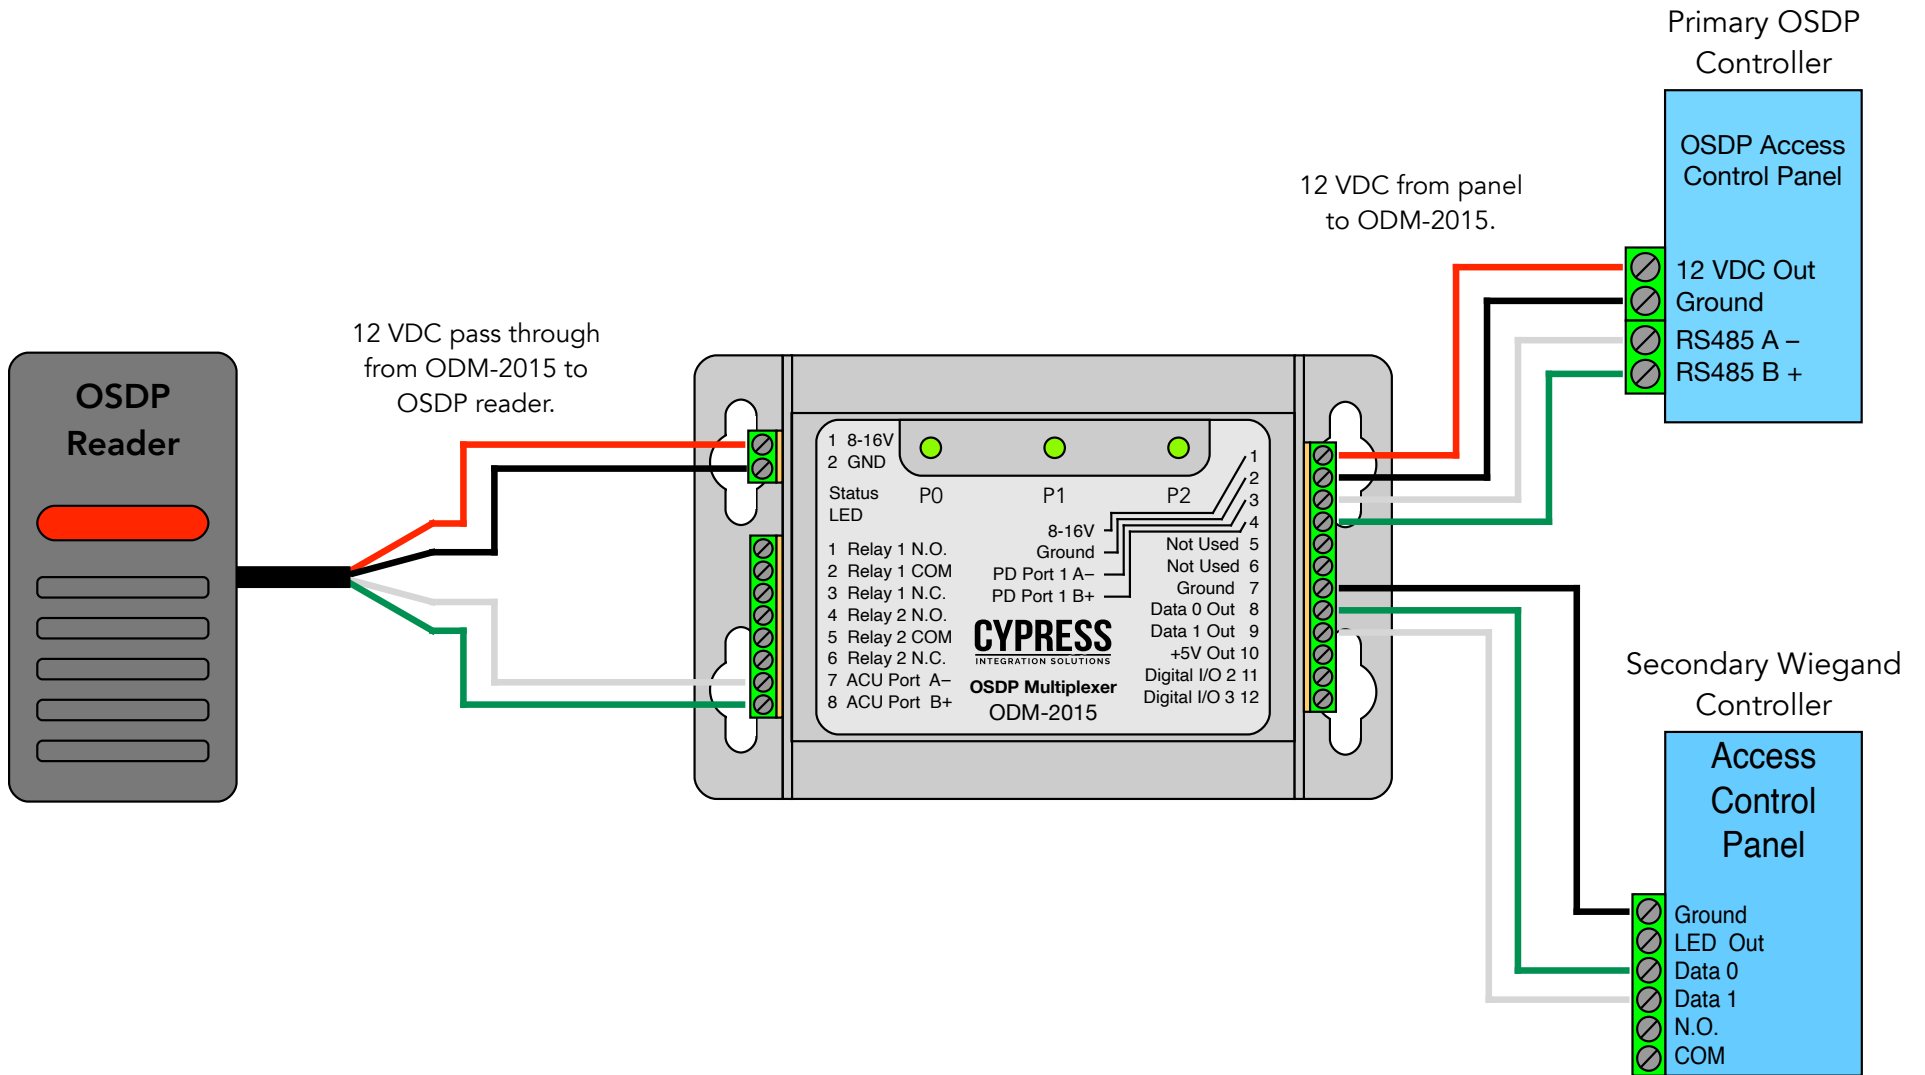 Primary OSDP
Controller
OSDP Access
Control Panel
12 VDC Out
Ground
RS485 A –
RS485 B +
12 VDC from panel
to ODM-2015.
12 VDC pass through
from ODM-2015 to
OSDP reader.
OSDP
Reader
1 8-16V
2 GND
Status
LED
P0 P1 P2
1 Relay 1 N.O.
2 Relay 1 COM
3 Relay 1 N.C.
4 Relay 2 N.O.
5 Relay 2 COM
6 Relay 2 N.C.
7 ACU Port A–
8 ACU Port B+
1
2
3
4
8-16V
Ground
PD Port 1 A–
PD Port 1 B+
Not Used 5
Not Used 6
Ground 7
Data 0 Out 8
Data 1 Out 9
+5V Out 10
Digital I/O 2 11
Digital I/O 3 12
CYPRESS
INTEGRATION SOLUTIONS
OSDP Multiplexer
ODM-2015
Secondary Wiegand
Controller
Access
Control
Panel
Ground
LED Out
Data 0
Data 1
N.O.
COM